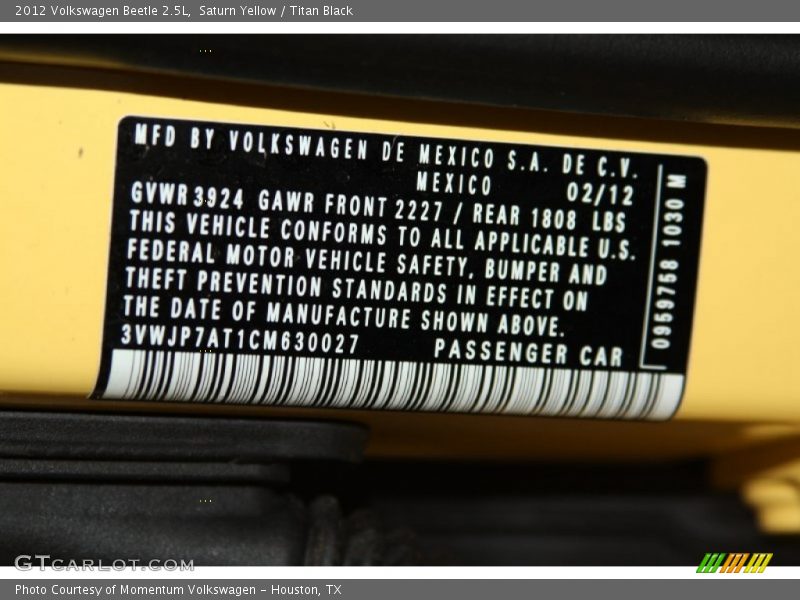 2012 Volkswagen Beetle 2.5L, Saturn Yellow / Titan Black
MFD BY VOLKSWAGEN DE MEXICO S.A. DE C.V.
MEXICO 02/12
GVWR 3924 GAWR FRONT 2227 / REAR 1808 LBS
THIS VEHICLE CONFORMS TO ALL APPLICABLE U.S.
FEDERAL MOTOR VEHICLE SAFETY, BUMPER AND
THEFT PREVENTION STANDARDS IN EFFECT ON
THE DATE OF MANUFACTURE SHOWN ABOVE.
3VWJP7AT1CM630027 PASSENGER CAR
0959758 1030 M
GTCARLOT.COM
Photo Courtesy of Momentum Volkswagen - Houston, TX